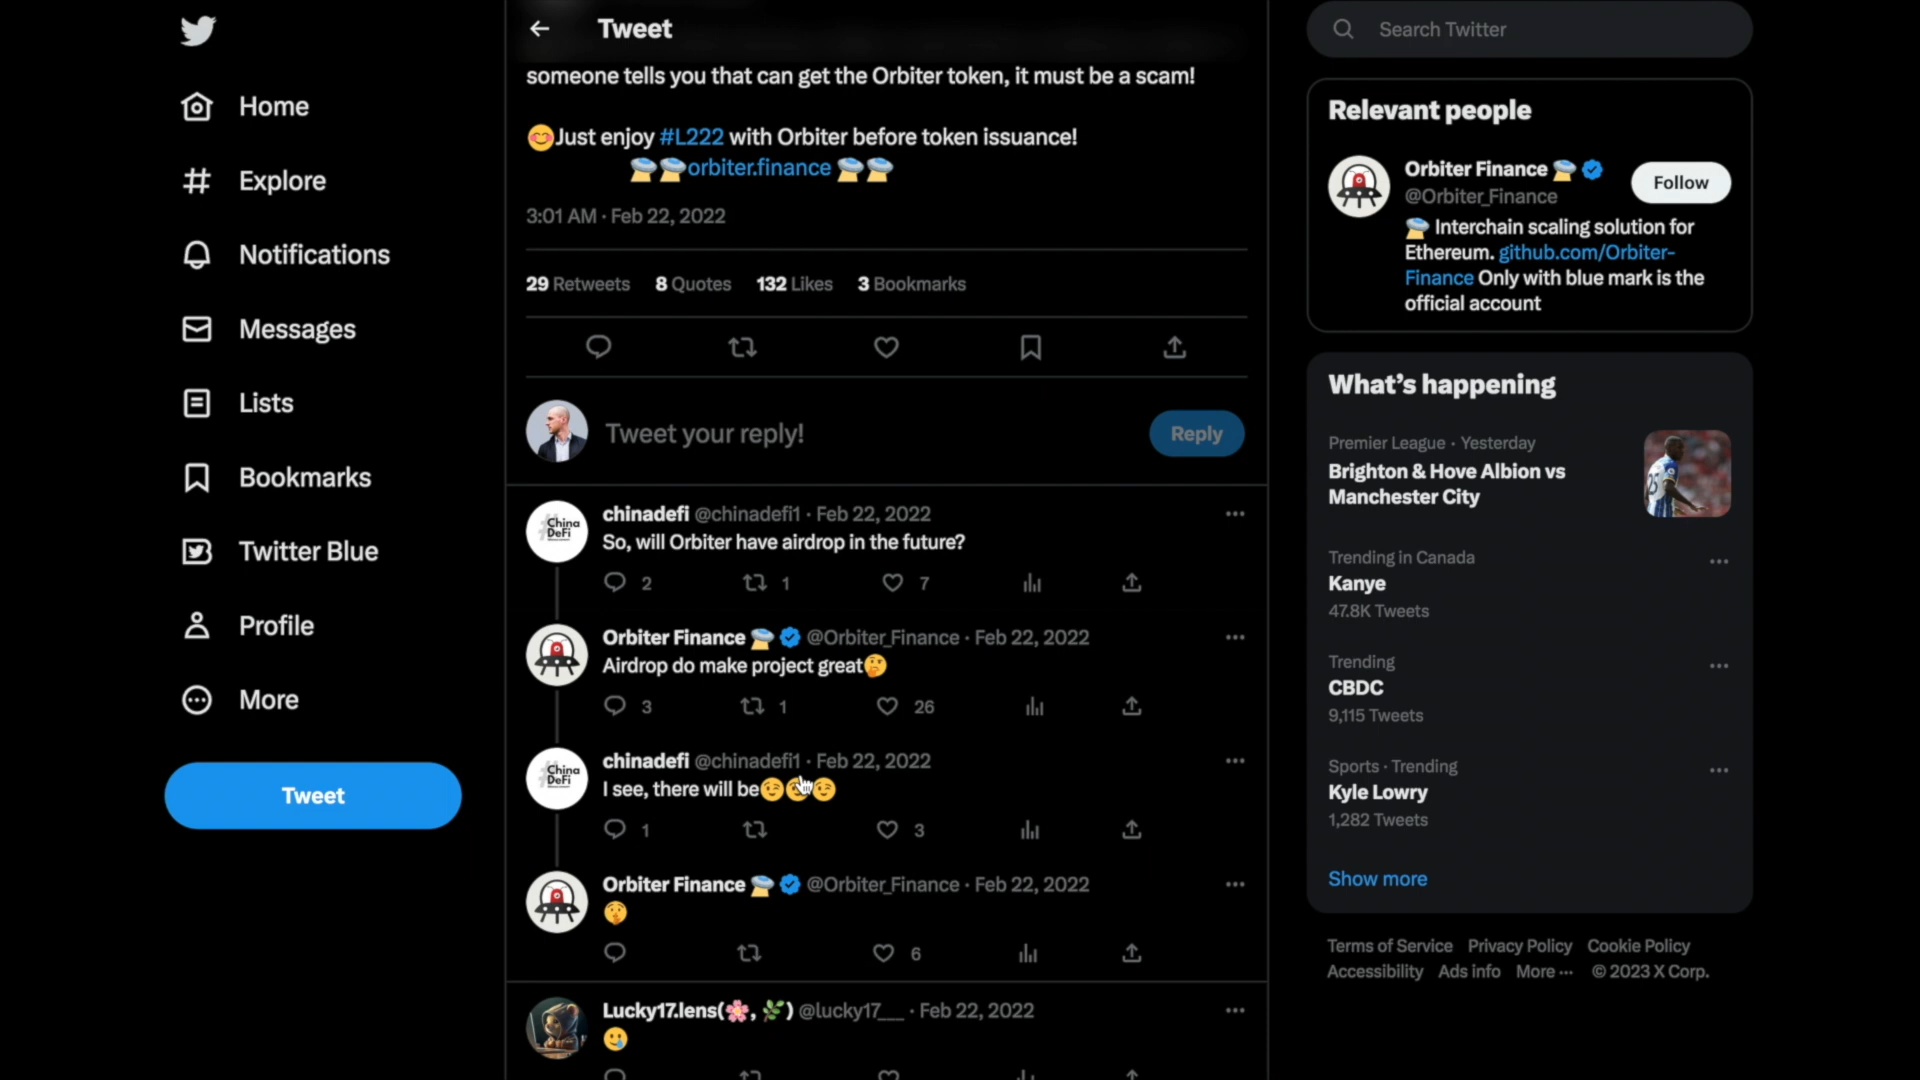 Home
Explore
Notifications
Messages
Lists
Bookmarks
Twitter Blue
Profile
More
Tweet
Tweet
someone tells you that can get the Orbiter token, it must be a scam!
😊Just enjoy #L222 with Orbiter before token issuance!
🛸🛸orbiter.finance 🛸🛸
3:01 AM · Feb 22, 2022
29 Retweets 8 Quotes 132 Likes 3 Bookmarks
Tweet your reply!
Reply
China DeFi
chinadefi @chinadefi1 · Feb 22, 2022
So, will Orbiter have airdrop in the future?
2 1 7
Orbiter Finance 🛸 @Orbiter_Finance · Feb 22, 2022
Airdrop do make project great🤔
3 1 26
China DeFi
chinadefi @chinadefi1 · Feb 22, 2022
I see, there will be😉😉😉
1 3
Orbiter Finance 🛸 @Orbiter_Finance · Feb 22, 2022
🤫
6
Lucky17.lens(🌸, 🌿) @lucky17___ · Feb 22, 2022
🥲
Search Twitter
Relevant people
Orbiter Finance 🛸
Follow
@Orbiter_Finance
🛸 Interchain scaling solution for
Ethereum. github.com/Orbiter-
Finance Only with blue mark is the
official account
What's happening
Premier League · Yesterday
Brighton & Hove Albion vs
Manchester City
Trending in Canada
Kanye
47.8K Tweets
Trending
CBDC
9,115 Tweets
Sports · Trending
Kyle Lowry
1,282 Tweets
Show more
Terms of Service Privacy Policy Cookie Policy
Accessibility Ads info More ··· © 2023 X Corp.